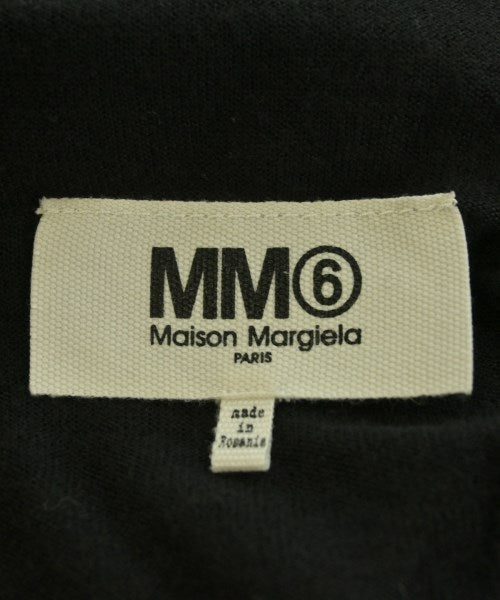 MM⑥
Maison Margiela
PARIS
made
in
Romania